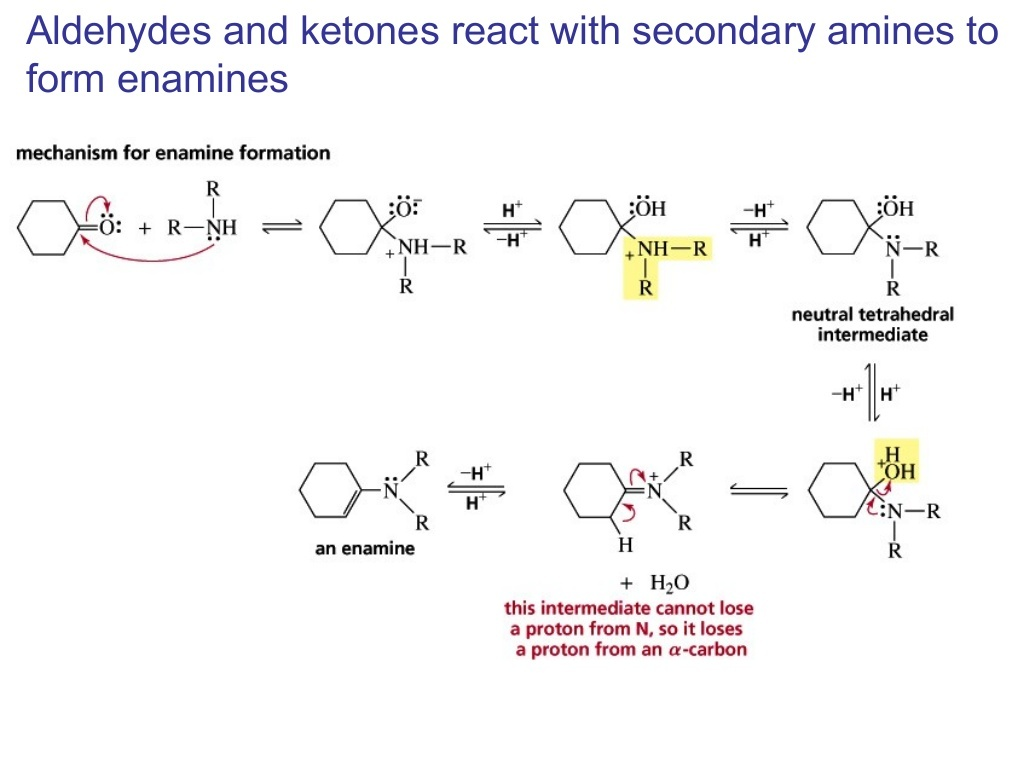 Aldehydes and ketones react with secondary amines to
form enamines
mechanism for enamine formation
R
Ö: + R—NH
:Ö:⁻
+NH—R
R
H⁺
−H⁺
:ÖH
+NH—R
R
−H⁺
H⁺
:ÖH
N̈—R
R
neutral tetrahedral
intermediate
−H⁺ H⁺
H
+OH
:N—R
R
R
+
N
R
H
+ H₂O
this intermediate cannot lose
a proton from N, so it loses
a proton from an α-carbon
−H⁺
H⁺
R
N̈
R
an enamine